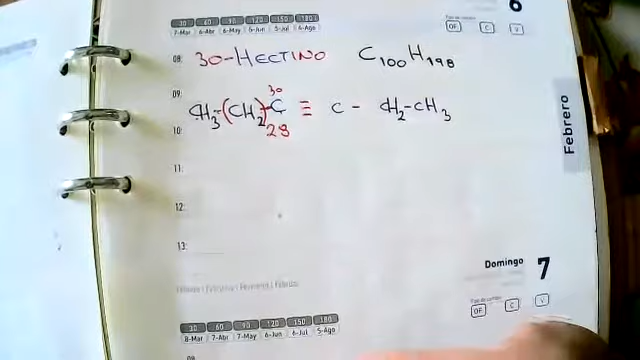 6
30 60 90 120 150 180
7-Mar 6-Abr 6-May 5-Jun 5-Jul 4-Ago
OF. C V
08: 30-HECTINO C100H198
09:
30
CH3-(CH2)-C ≡ C - CH2-CH3
28
10:
Febrero
11:
12:
13:
Domingo 7
OF. C V
30 60 90 120 150 180
8-Mar 7-Abr 7-May 6-Jun 6-Jul 5-Ago
08